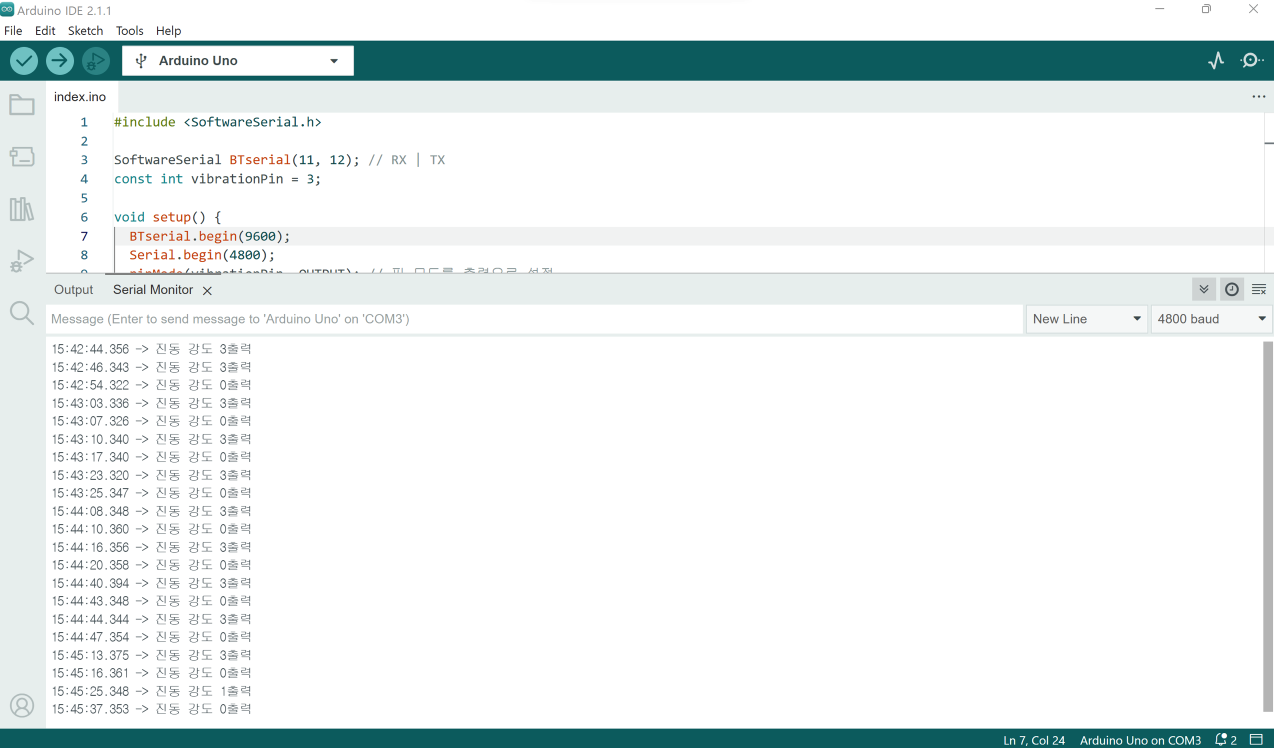 Arduino IDE 2.1.1
File Edit Sketch Tools Help
Arduino Uno
index.ino
1 #include <SoftwareSerial.h>
2
3 SoftwareSerial BTserial(11, 12); // RX | TX
4 const int vibrationPin = 3;
5
6 void setup() {
7 BTserial.begin(9600);
8 Serial.begin(4800);
9 pinMode(vibrationPin, OUTPUT); // 핀 모드를 출력으로 설정
Output Serial Monitor
Message (Enter to send message to 'Arduino Uno' on 'COM3')
New Line
4800 baud
15:42:44.356 -> 진동 강도 3출력
15:42:46.343 -> 진동 강도 3출력
15:42:54.322 -> 진동 강도 0출력
15:43:03.336 -> 진동 강도 3출력
15:43:07.326 -> 진동 강도 0출력
15:43:10.340 -> 진동 강도 3출력
15:43:17.340 -> 진동 강도 0출력
15:43:23.320 -> 진동 강도 3출력
15:43:25.347 -> 진동 강도 0출력
15:44:08.348 -> 진동 강도 3출력
15:44:10.360 -> 진동 강도 0출력
15:44:16.356 -> 진동 강도 3출력
15:44:20.358 -> 진동 강도 0출력
15:44:40.394 -> 진동 강도 3출력
15:44:43.348 -> 진동 강도 0출력
15:44:44.344 -> 진동 강도 3출력
15:44:47.354 -> 진동 강도 0출력
15:45:13.375 -> 진동 강도 3출력
15:45:16.361 -> 진동 강도 0출력
15:45:25.348 -> 진동 강도 1출력
15:45:37.353 -> 진동 강도 0출력
Ln 7, Col 24 Arduino Uno on COM3 2